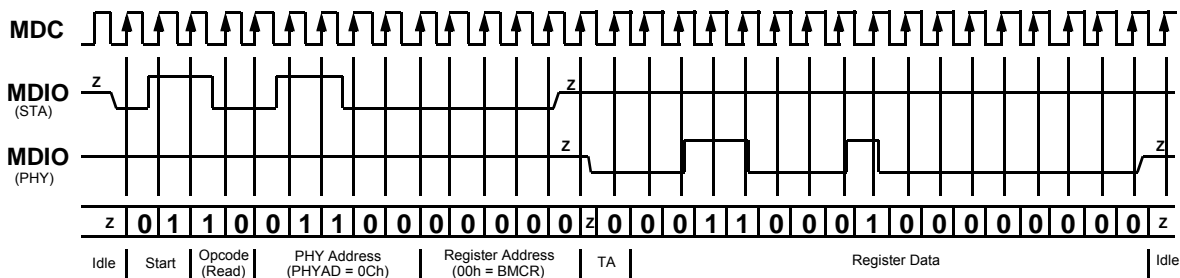 MDC
z
z
MDIO
(STA)
MDIO
(PHY)
z
z
z 0 1 1 0 0 1 1 0 0 0 0 0 0 0 z 0 0 0 1 1 0 0 0 1 0 0 0 0 0 0 0 0 z
Idle Start Opcode (Read) PHY Address (PHYAD = 0Ch) Register Address (00h = BMCR) TA Register Data Idle